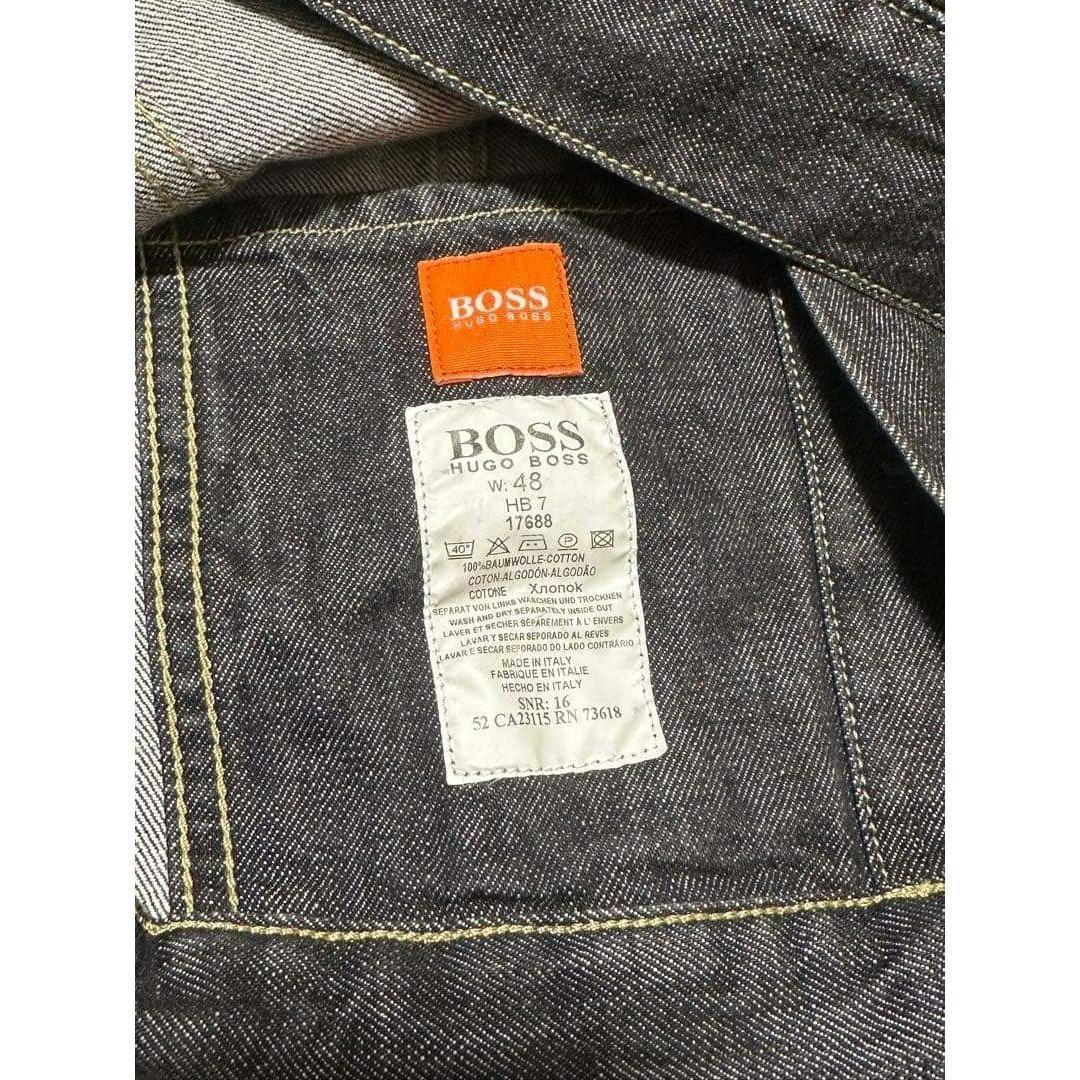 BOSS
HUGO BOSS
BOSS
HUGO BOSS
W: 48
HB 7
17688
40°
P
100%BAUMWOLLE-COTTON
COTON-ALGODÓN-ALGODÃO
COTONE Хлопок
SEPARAT VON LINKS WASCHEN UND TROCKNEN
WASH AND DRY SEPARATELY INSIDE OUT
LAVER ET SECHER SÉPARÉMENT À L' ENVERS
LAVAR Y SECAR SEPORADO AL REVES
LAVAR E SECAR SEPORADO DO LADO CONTRÁRIO
MADE IN ITALY
FABRIQUE EN ITALIE
HECHO EN ITALY
SNR: 16
52 CA23115 RN 73618